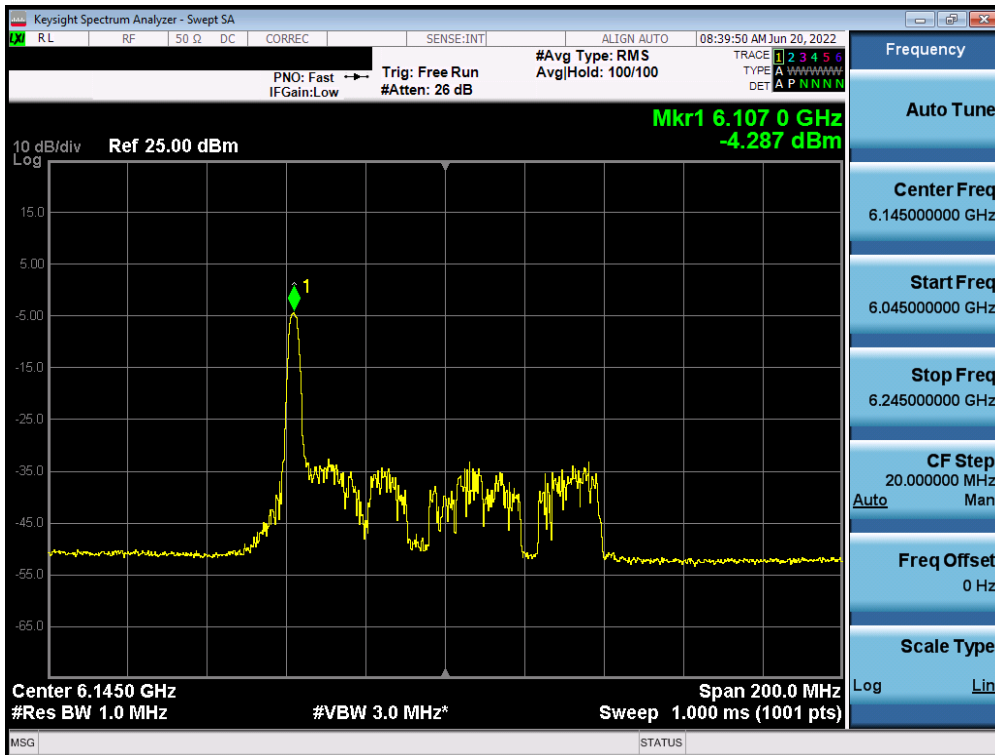 Keysight Spectrum Analyzer - Swept SA
LXI RL RF 50 Ω DC CORREC SENSE:INT ALIGN AUTO 08:39:50 AM Jun 20, 2022
#Avg Type: RMS TRACE 1 2 3 4 5 6
PNO: Fast Trig: Free Run Avg|Hold: 100/100 TYPE A WWWWW
IFGain:Low #Atten: 26 dB DET A P N N N N
Mkr1 6.107 0 GHz
-4.287 dBm
10 dB/div Ref 25.00 dBm
Log
15.0
5.00
1
-5.00
-15.0
-25.0
-35.0
-45.0
-55.0
-65.0
Center 6.1450 GHz Span 200.0 MHz
#Res BW 1.0 MHz #VBW 3.0 MHz* Sweep 1.000 ms (1001 pts)
MSG STATUS
Frequency
Auto Tune
Center Freq
6.145000000 GHz
Start Freq
6.045000000 GHz
Stop Freq
6.245000000 GHz
CF Step
20.000000 MHz
Auto Man
Freq Offset
0 Hz
Scale Type
Log Lin